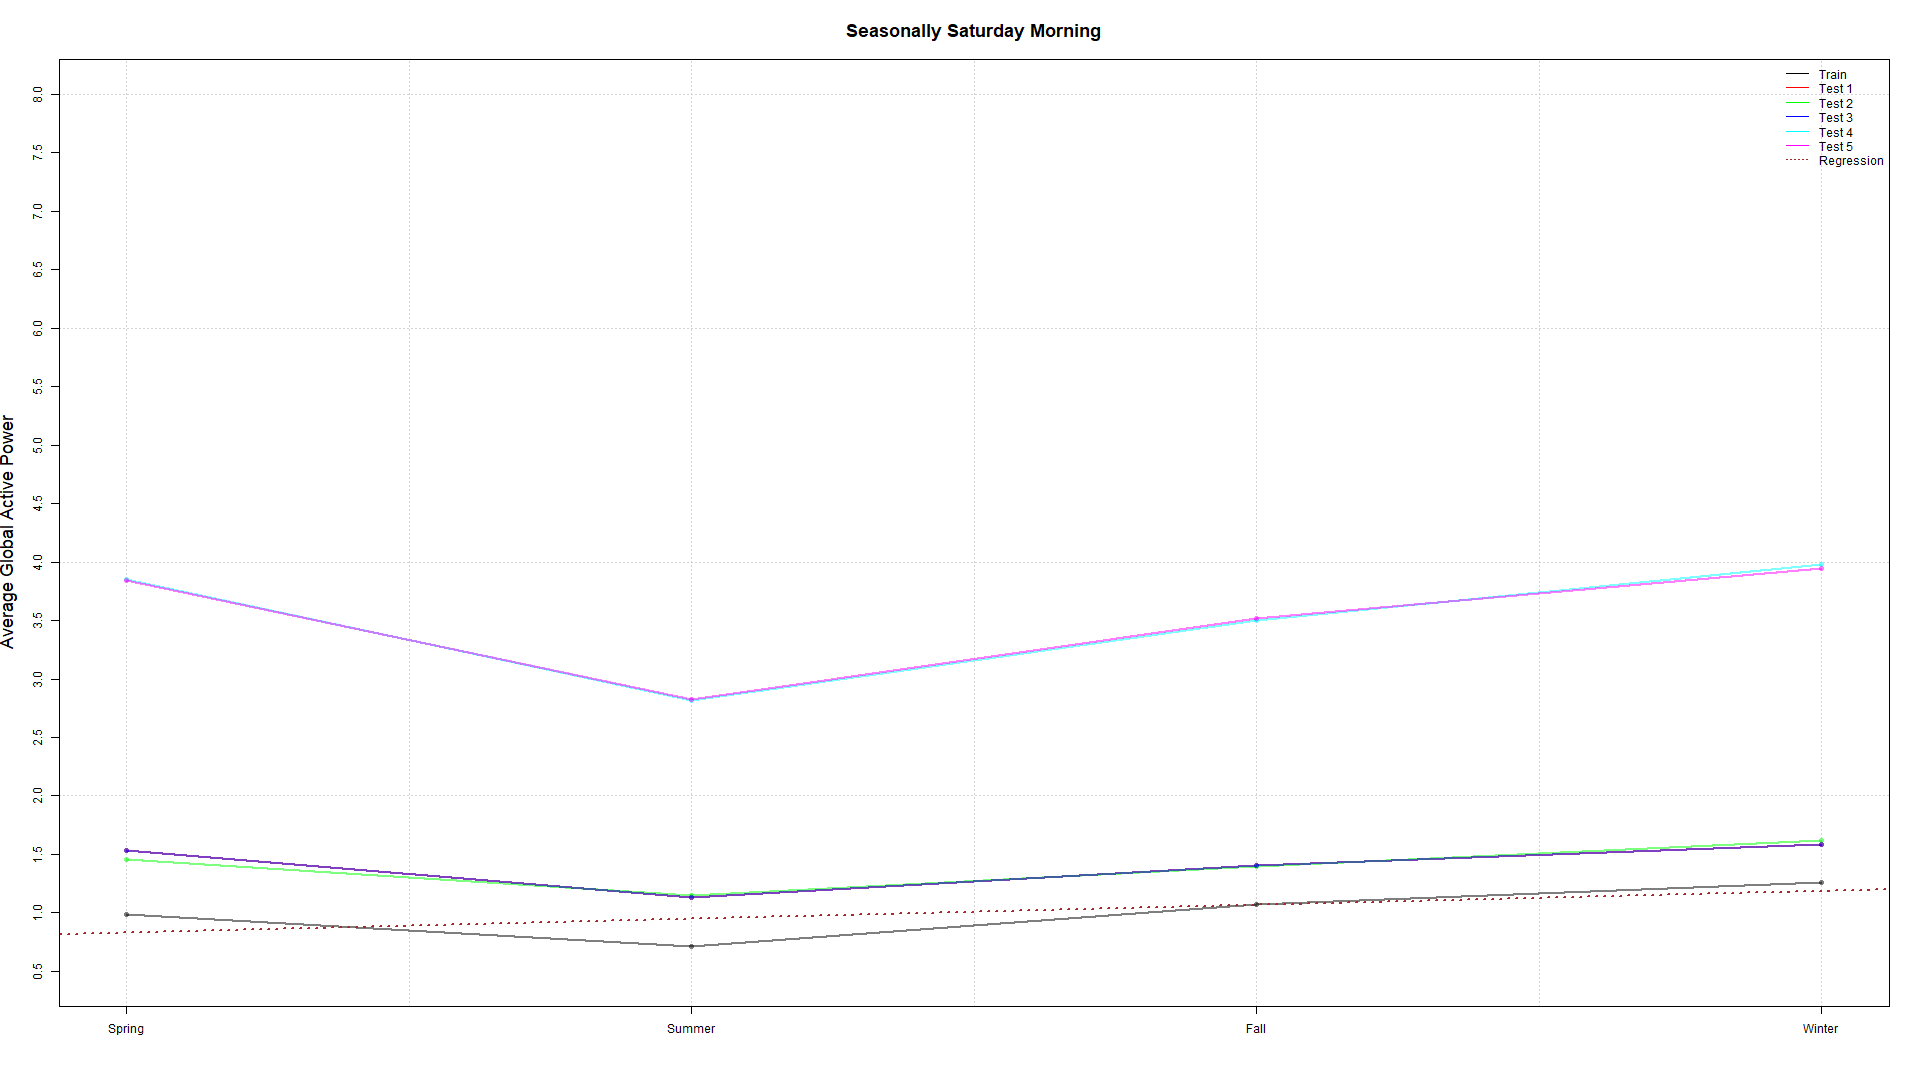 Seasonally Saturday Morning
Train
Test 1
Test 2
Test 3
Test 4
Test 5
Regression
Average Global Active Power
8.0
7.5
7.0
6.5
6.0
5.5
5.0
4.5
4.0
3.5
3.0
2.5
2.0
1.5
1.0
0.5
Spring Summer Fall Winter